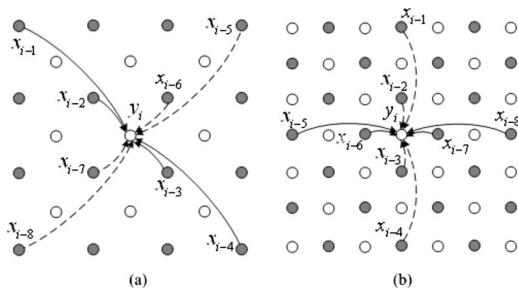 x_{i-1}
x_{i-5}
x_{i-2}
y_i
x_{i-6}
x_{i-7}
x_{i-3}
x_{i-8}
x_{i-4}
(a)
x_{i-1}
x_{i-2}
y_i
x_{i-5}
x_{i-8}
x_{i-6}
x_{i-7}
x_{i-3}
x_{i-4}
(b)